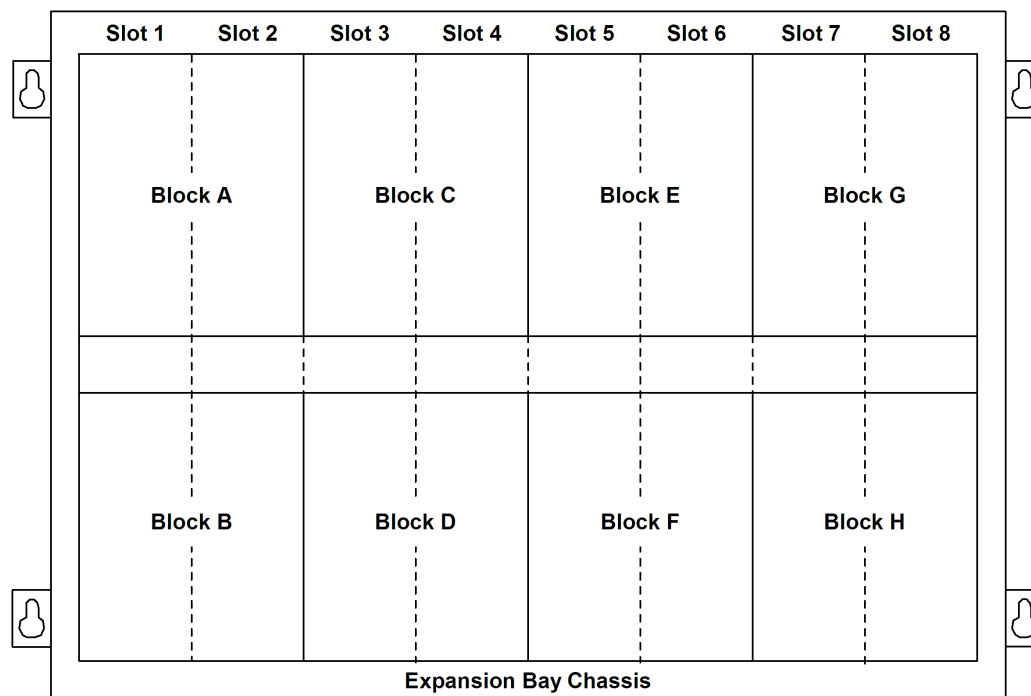 Slot 1 Slot 2 Slot 3 Slot 4 Slot 5 Slot 6 Slot 7 Slot 8
Block A Block C Block E Block G
Block B Block D Block F Block H
Expansion Bay Chassis